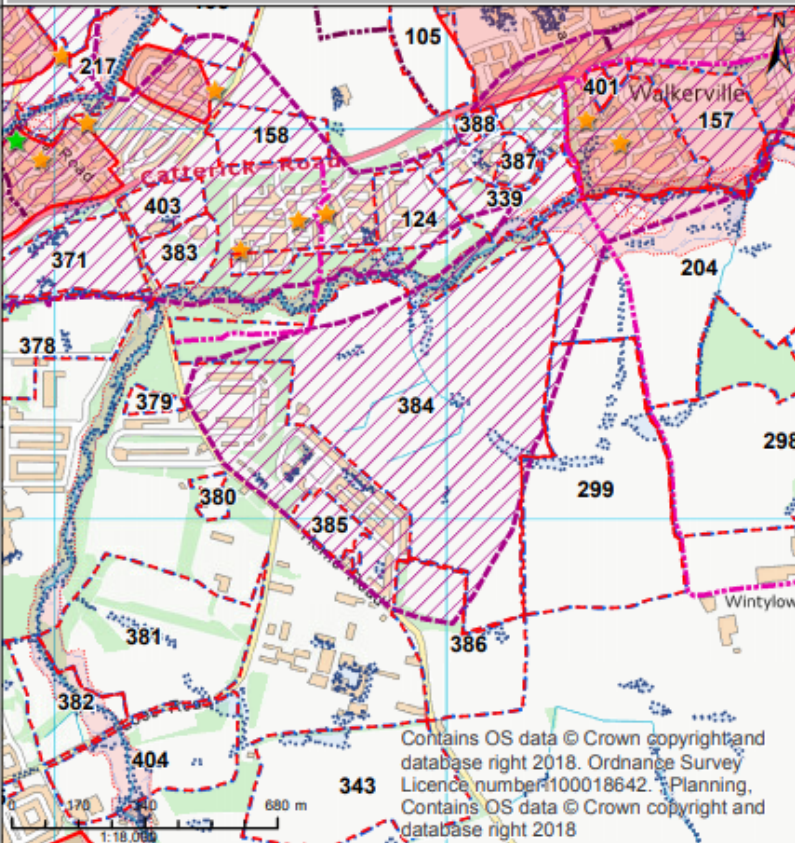 105
N
217
401
Walkerville
388
157
158
387
Road
Catterick Road
339
403
124
383
371
204
378
384
379
298
299
380
385
Wintylow
381
386
382
404
Contains OS data © Crown copyright and
database right 2018. Ordnance Survey
Licence number 100018642. Planning,
Contains OS data © Crown copyright and
database right 2018
343
0 170 340 680 m
1:18,000